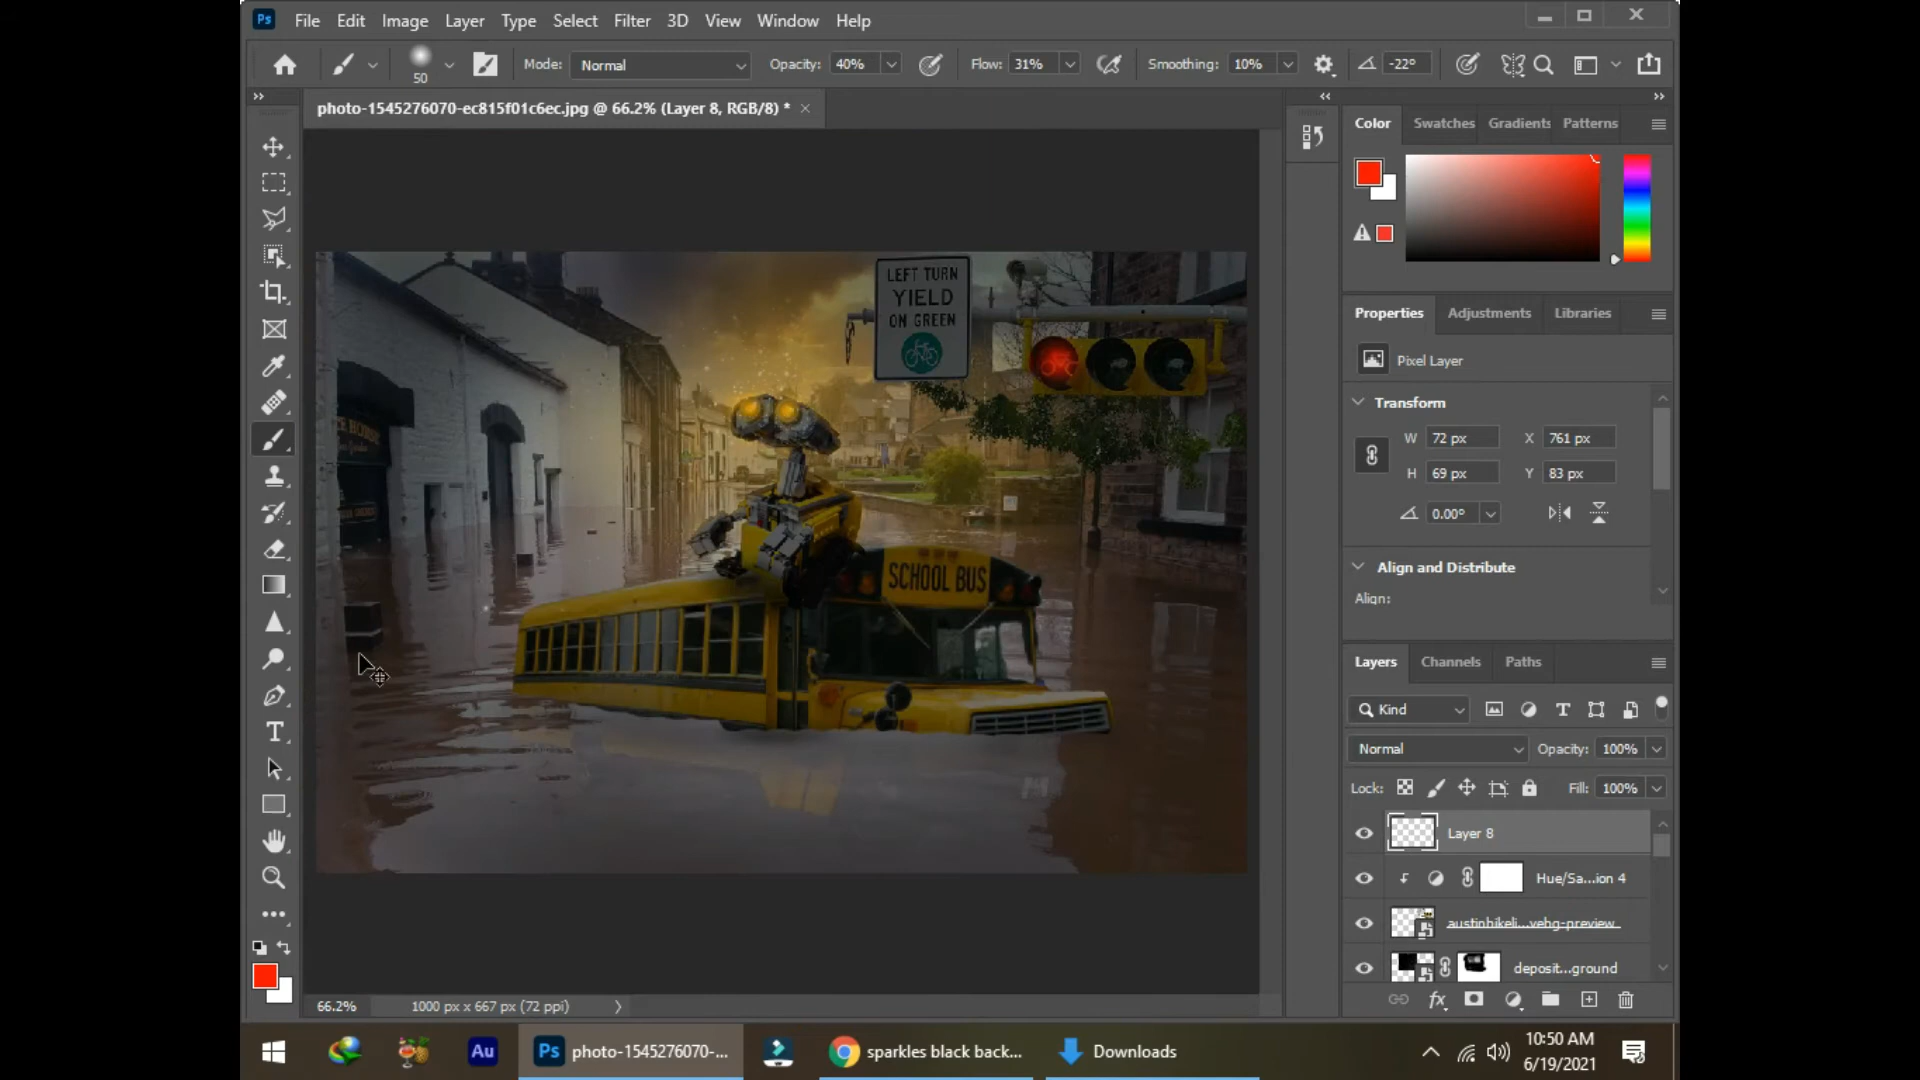 Ps File Edit Image Layer Type Select Filter 3D View Window Help
50 Mode: Normal Opacity: 40% Flow: 31% Smoothing: 10% -22°
photo-1545276070-ec815f01c6ec.jpg @ 66.2% (Layer 8, RGB/8) *
Color Swatches Gradients Patterns
LEFT TURN
YIELD
ON GREEN
Properties Adjustments Libraries
Pixel Layer
Transform
W 72 px X 761 px
H 69 px Y 83 px
0.00°
Align and Distribute
Align:
SCHOOL BUS
Layers Channels Paths
Kind
Normal Opacity: 100%
Lock: Fill: 100%
Layer 8
Hue/Sa...ion 4
austinbikeli...vebg-preview
deposit...ground
fx
66.2% 1000 px x 667 px (72 ppi)
Au Ps photo-1545276070-... sparkles black back... Downloads
10:50 AM
6/19/2021